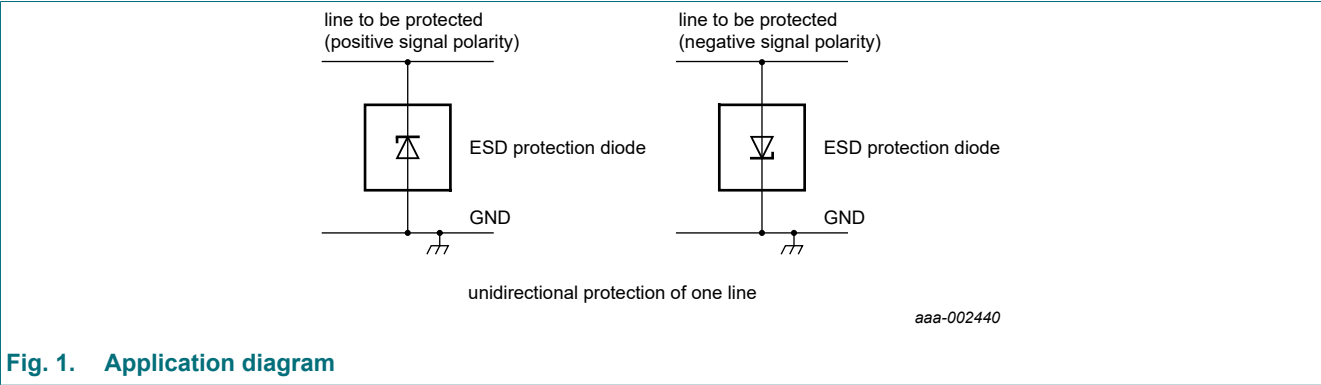 line to be protected
(positive signal polarity)
ESD protection diode
GND
line to be protected
(negative signal polarity)
ESD protection diode
GND
unidirectional protection of one line
aaa-002440
Fig. 1. Application diagram